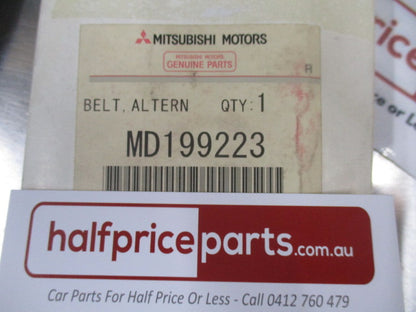 MITSUBISHI MOTORS
MITSUBISHI MOTORS
GENUINE PARTS
R
BELT, ALTERN QTY:1
MD199223
halfpriceparts.com.au
Car Parts For Half Price Or Less - Call 0412 760 479